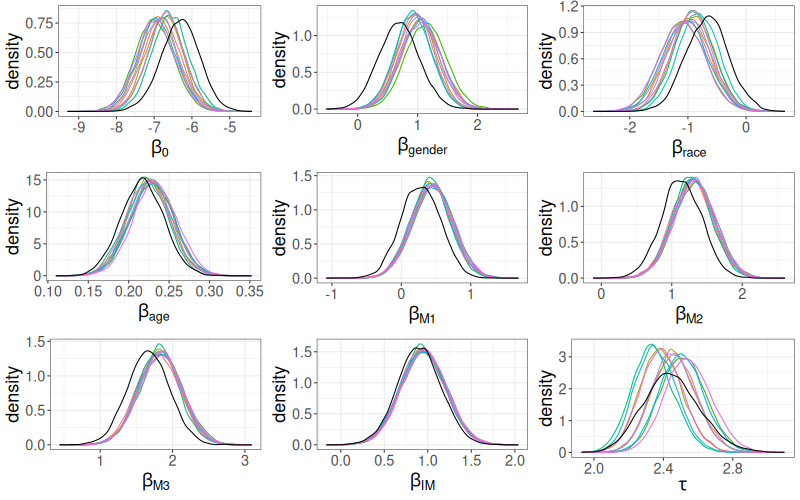 density
0.75
0.50
0.25
0.00
-9 -8 -7 -6 -5
β0
density
1.0
0.5
0.0
0 1 2
βgender
density
1.2
0.9
0.6
0.3
0.0
-2 -1 0
βrace
density
15
10
5
0
0.10 0.15 0.20 0.25 0.30 0.35
βage
density
1.5
1.0
0.5
0.0
-1 0 1
βM1
density
1.0
0.5
0.0
0 1 2
βM2
density
1.5
1.0
0.5
0.0
1 2 3
βM3
density
1.5
1.0
0.5
0.0
0.0 0.5 1.0 1.5 2.0
βIM
density
3
2
1
0
2.0 2.4 2.8
τ